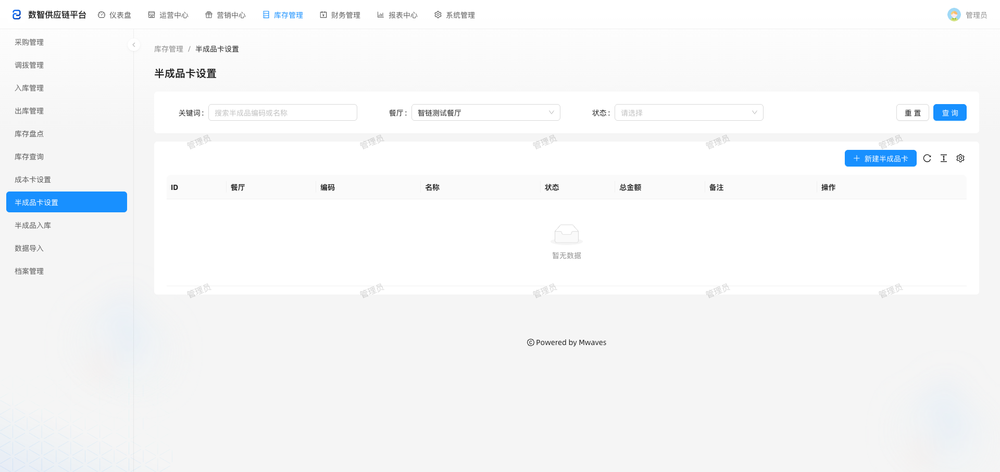 数智供应链平台 仪表盘 运营中心 营销中心 库存管理 财务管理 报表中心 系统管理 管理员
采购管理
调拨管理
入库管理
出库管理
库存盘点
库存查询
成本卡设置
半成品卡设置
半成品入库
数据导入
档案管理
库存管理 / 半成品卡设置
半成品卡设置
关键词： 搜索半成品编码或名称 餐厅： 智链测试餐厅 状态： 请选择 重 置 查 询
管理员 管理员 管理员 管理员 管理员
新建半成品卡
ID 餐厅 编码 名称 状态 总金额 备注 操作
暂无数据
管理员 管理员 管理员 管理员 管理员
© Powered by Mwaves